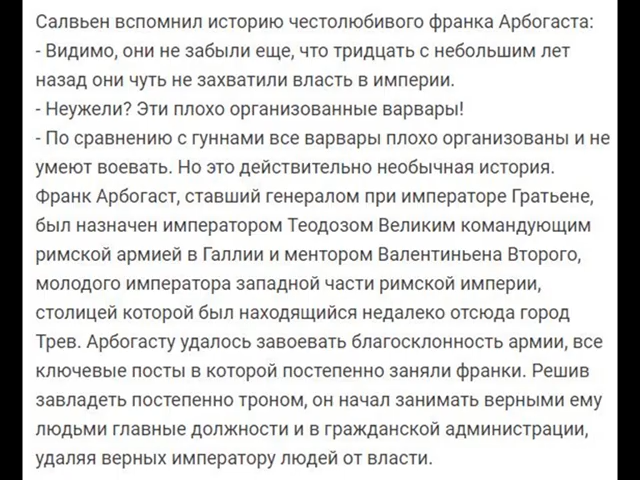 Салвьен вспомнил историю честолюбивого франка Арбогаста:
- Видимо, они не забыли еще, что тридцать с небольшим лет
назад они чуть не захватили власть в империи.
- Неужели? Эти плохо организованные варвары!
- По сравнению с гуннами все варвары плохо организованы и не
умеют воевать. Но это действительно необычная история.
Франк Арбогаст, ставший генералом при императоре Гратьене,
был назначен императором Теодозом Великим командующим
римской армией в Галлии и ментором Валентиньена Второго,
молодого императора западной части римской империи,
столицей которой был находящийся недалеко отсюда город
Трев. Арбогасту удалось завоевать благосклонность армии, все
ключевые посты в которой постепенно заняли франки. Решив
завладеть постепенно троном, он начал занимать верными ему
людьми главные должности и в гражданской администрации,
удаляя верных императору людей от власти.